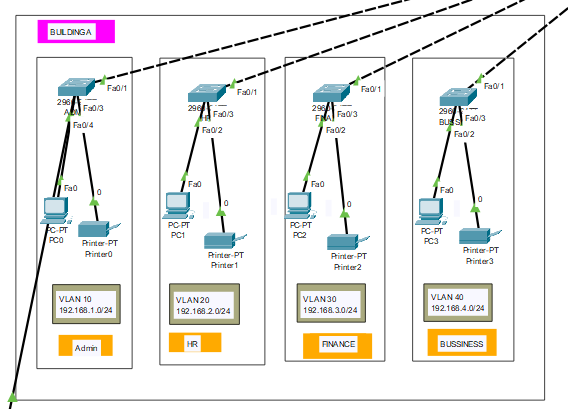 BUILDINGA
Fa0/1
Fa0/3
Fa0/4
Fa0
0
PC-PT
PC0
Printer-PT
Printer0
VLAN 10
192.168.1.0/24
Admin
Fa0/1
Fa0/3
Fa0/2
Fa0
0
PC-PT
PC1
Printer-PT
Printer1
VLAN 20
192.168.2.0/24
HR
Fa0/1
Fa0/3
Fa0/2
Fa0
0
PC-PT
PC2
Printer-PT
Printer2
VLAN 30
192.168.3.0/24
FINANCE
Fa0/1
Fa0/3
Fa0/2
Fa0
0
PC-PT
PC3
Printer-PT
Printer3
VLAN 40
192.168.4.0/24
BUSSINESS